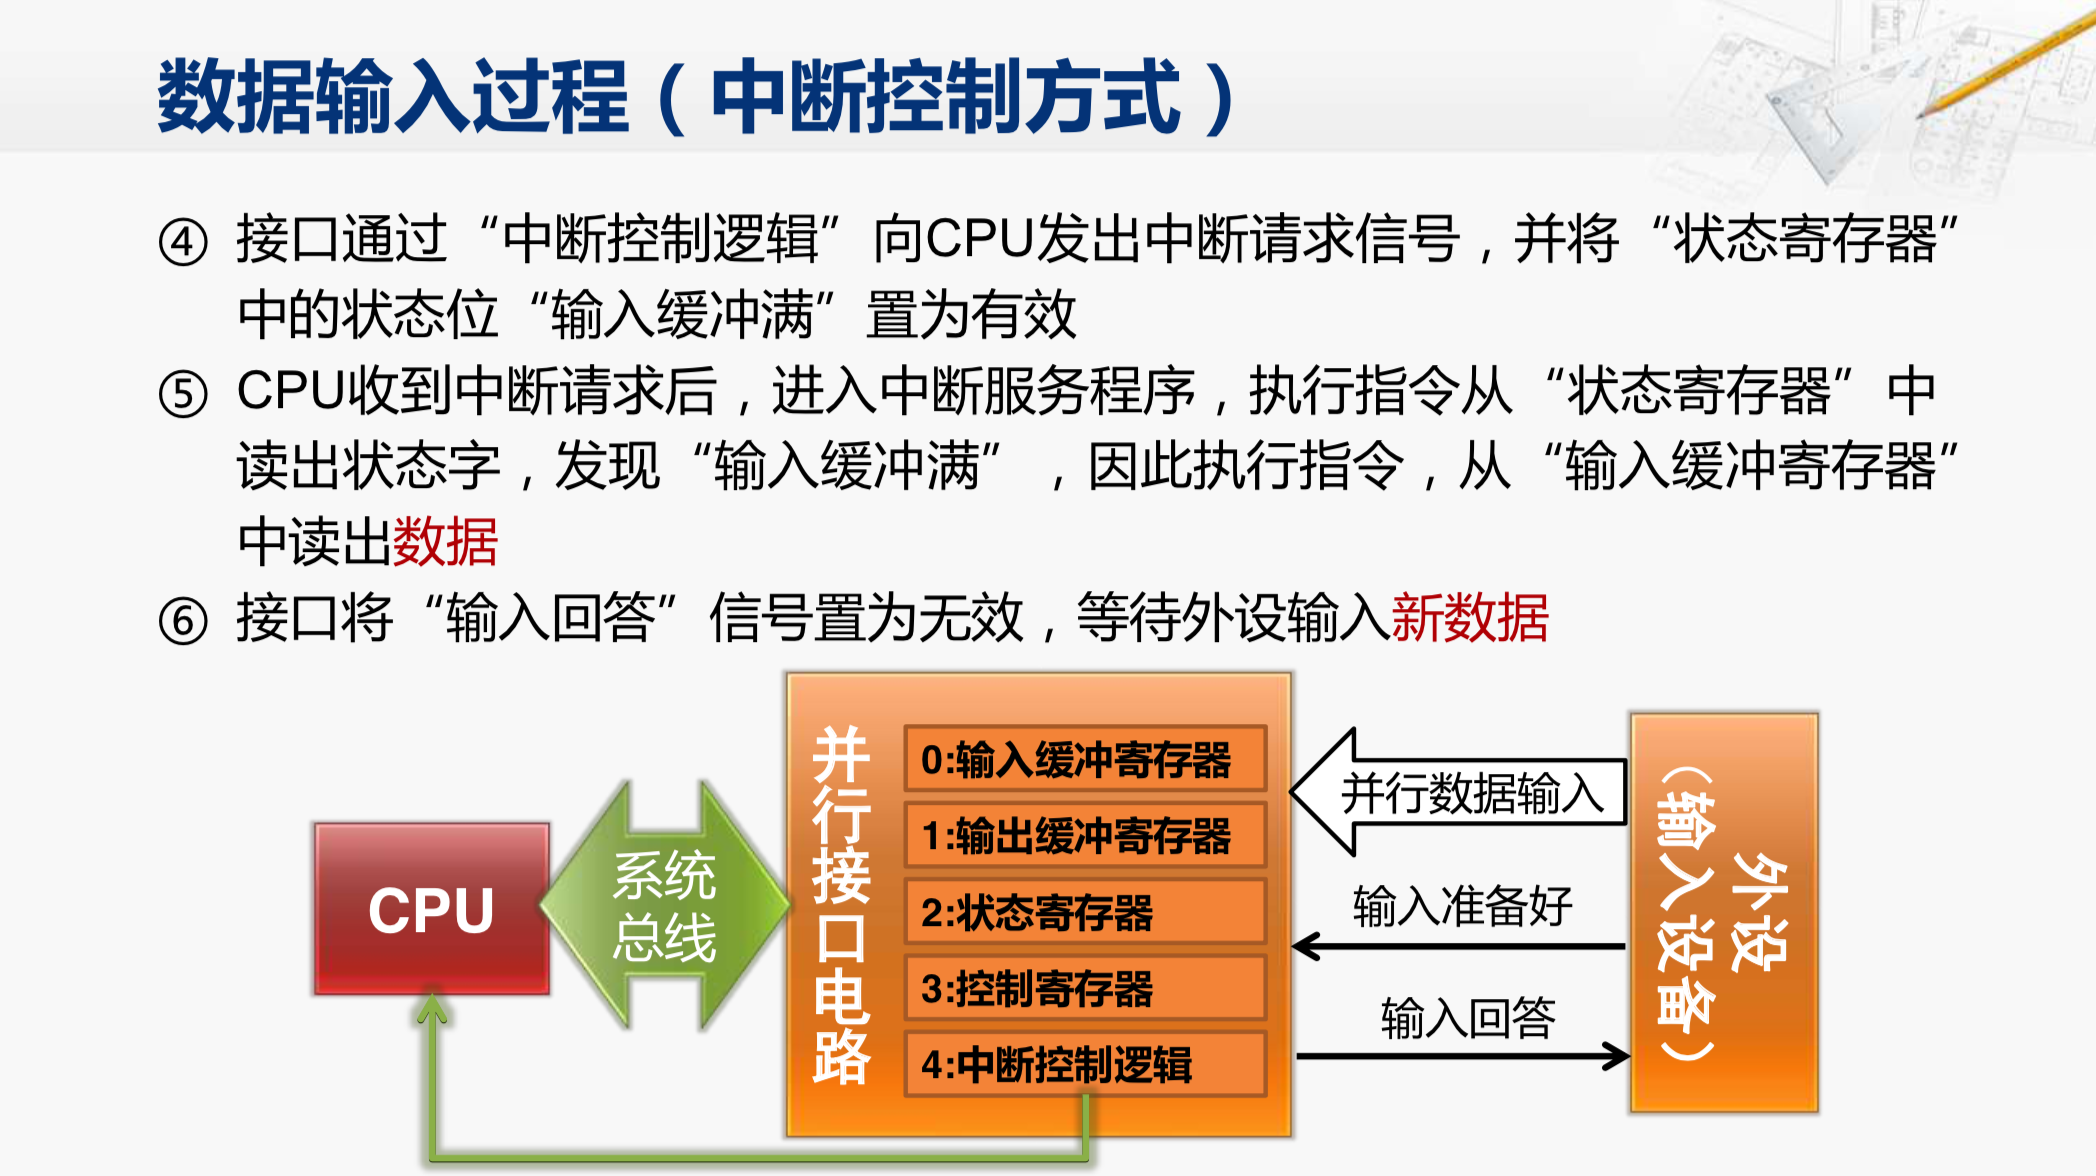 数据输入过程（中断控制方式）
④ 接口通过“中断控制逻辑”向CPU发出中断请求信号，并将“状态寄存器”
中的状态位“输入缓冲满”置为有效
⑤ CPU收到中断请求后，进入中断服务程序，执行指令从“状态寄存器”中
读出状态字，发现“输入缓冲满”，因此执行指令，从“输入缓冲寄存器”
中读出数据
⑥ 接口将“输入回答”信号置为无效，等待外设输入新数据
CPU
系统
总线
并行接口电路
0:输入缓冲寄存器
1:输出缓冲寄存器
2:状态寄存器
3:控制寄存器
4:中断控制逻辑
并行数据输入
输入准备好
输入回答
外设
（输入设备）